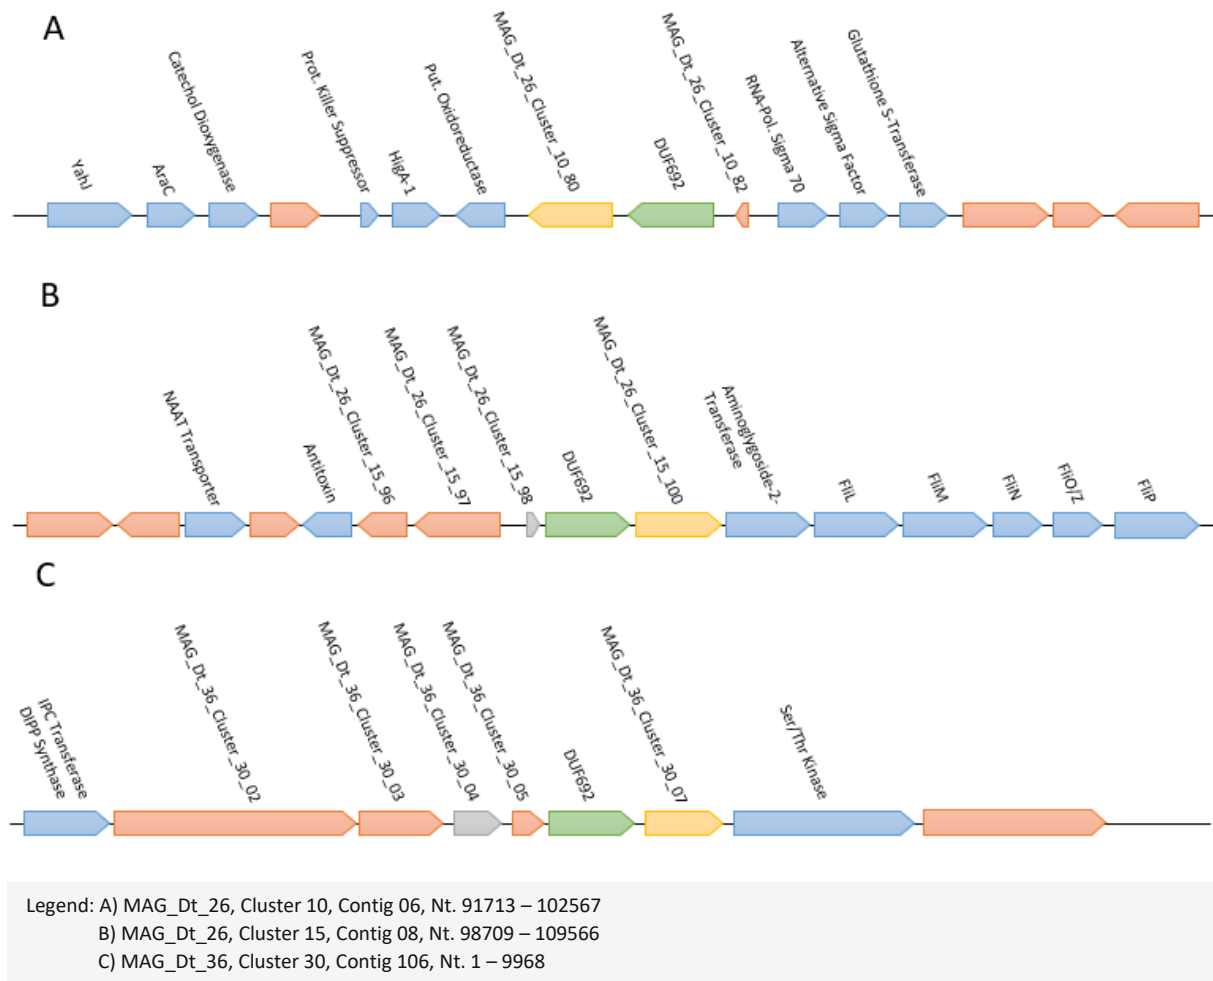 A
YahJ
AraC
Catechol Dioxygenase
Prot. Killer Suppressor
HigA-1
Put. Oxidoreductase
MAG_Dt_26_Cluster_10_80
DUF692
MAG_Dt_26_Cluster_10_82
RNA-Pol. Sigma 70
Alternative Sigma Factor
Glutathione S-Transferase
B
NAAT Transporter
Antitoxin
MAG_Dt_26_Cluster_15_96
MAG_Dt_26_Cluster_15_97
MAG_Dt_26_Cluster_15_98
DUF692
MAG_Dt_26_Cluster_15_100
Aminoglygoside-2-
Transferase
FliL
FliM
FliN
FliO/Z
FliP
C
IPC Transferase
DIPP Synthase
MAG_Dt_36_Cluster_30_02
MAG_Dt_36_Cluster_30_03
MAG_Dt_36_Cluster_30_04
MAG_Dt_36_Cluster_30_05
DUF692
MAG_Dt_36_Cluster_30_07
Ser/Thr Kinase
Legend: A) MAG_Dt_26, Cluster 10, Contig 06, Nt. 91713 – 102567
B) MAG_Dt_26, Cluster 15, Contig 08, Nt. 98709 – 109566
C) MAG_Dt_36, Cluster 30, Contig 106, Nt. 1 – 9968